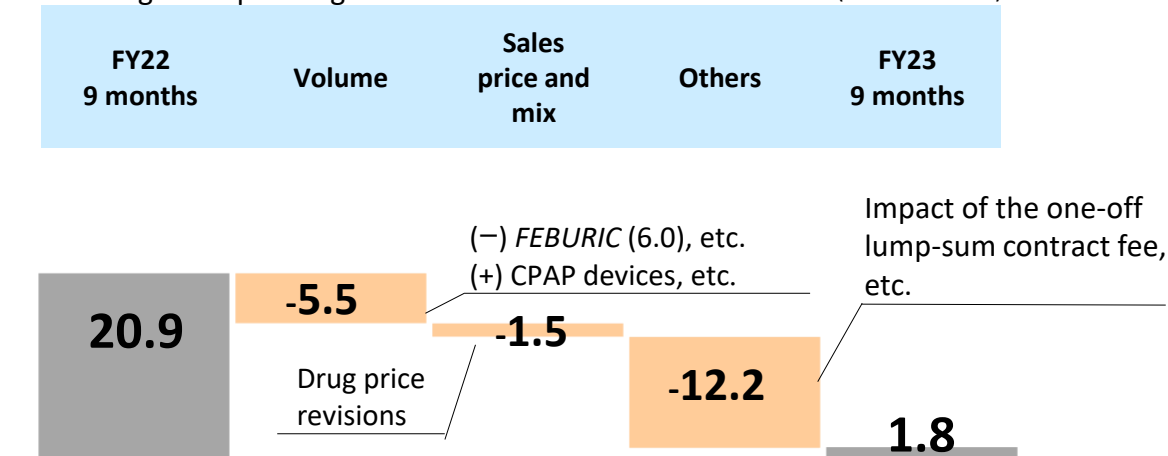 FY22
9 months
Volume
Sales
price and
mix
Others
FY23
9 months
Impact of the one-off
lump-sum contract fee,
etc.
(−) FEBURIC (6.0), etc.
(+) CPAP devices, etc.
20.9
-5.5
-1.5
-12.2
1.8
Drug price
revisions